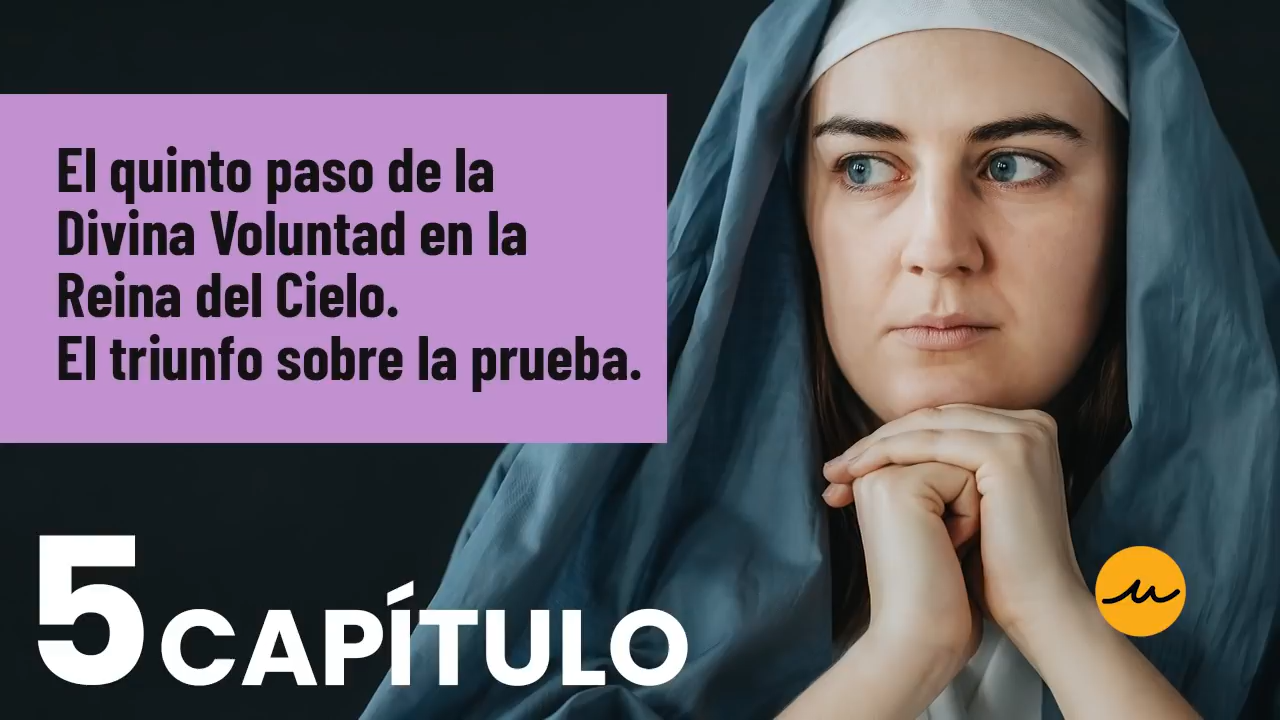 El quinto paso de la
Divina Voluntad en la
Reina del Cielo.
El triunfo sobre la prueba.
5 CAPÍTULO